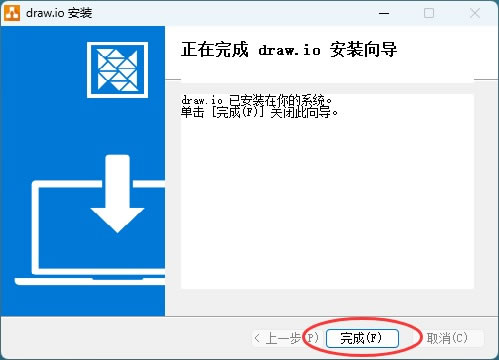 draw.io 安装
正在完成 draw.io 安装向导
draw.io 已安装在你的系统。
单击 [完成(F)] 关闭此向导。
< 上一步(P) 完成(F) 取消(C)